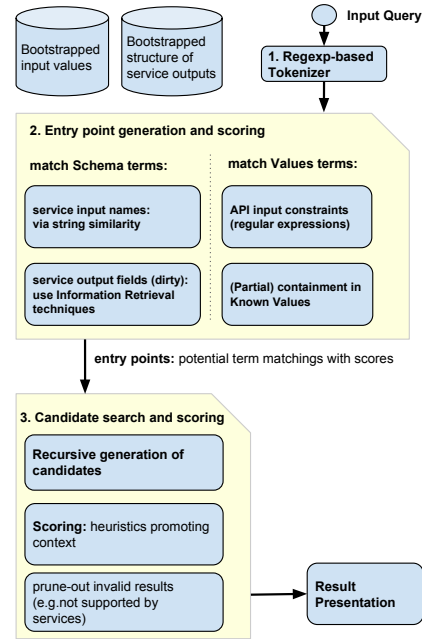 Bootstrapped
input values
Bootstrapped
structure of
service outputs
Input Query
1. Regexp-based
Tokenizer
2. Entry point generation and scoring
match Schema terms:
match Values terms:
service input names:
via string similarity
API input constraints
(regular expressions)
service output fields (dirty):
use Information Retrieval
techniques
(Partial) containment in
Known Values
entry points: potential term matchings with scores
3. Candidate search and scoring
Recursive generation of
candidates
Scoring: heuristics promoting
context
prune-out invalid results
(e.g.not supported by
services)
Result
Presentation